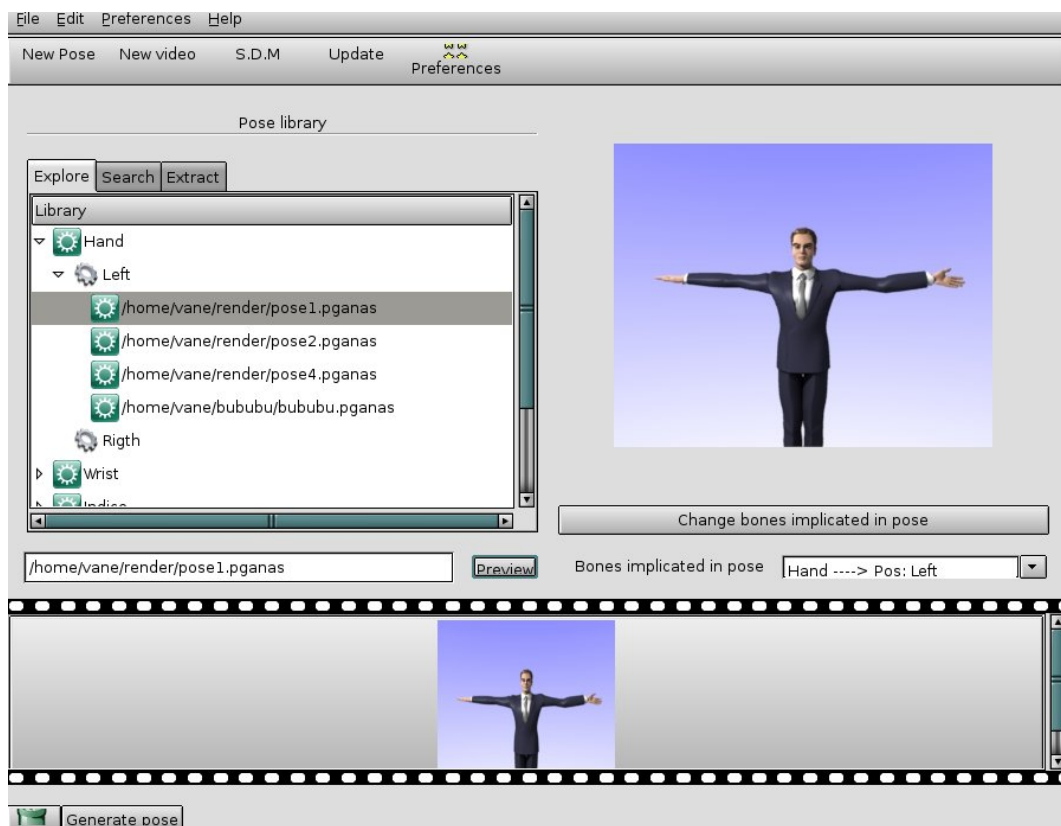 File Edit Preferences Help
New Pose New video S.D.M Update Preferences
Pose library
Explore Search Extract
Library
Hand
Left
/home/vane/render/pose1.pganas
/home/vane/render/pose2.pganas
/home/vane/render/pose4.pganas
/home/vane/bububu/bububu.pganas
Rigth
Wrist
Indice
Change bones implicated in pose
/home/vane/render/pose1.pganas Preview Bones implicated in pose Hand ----> Pos: Left
Generate pose